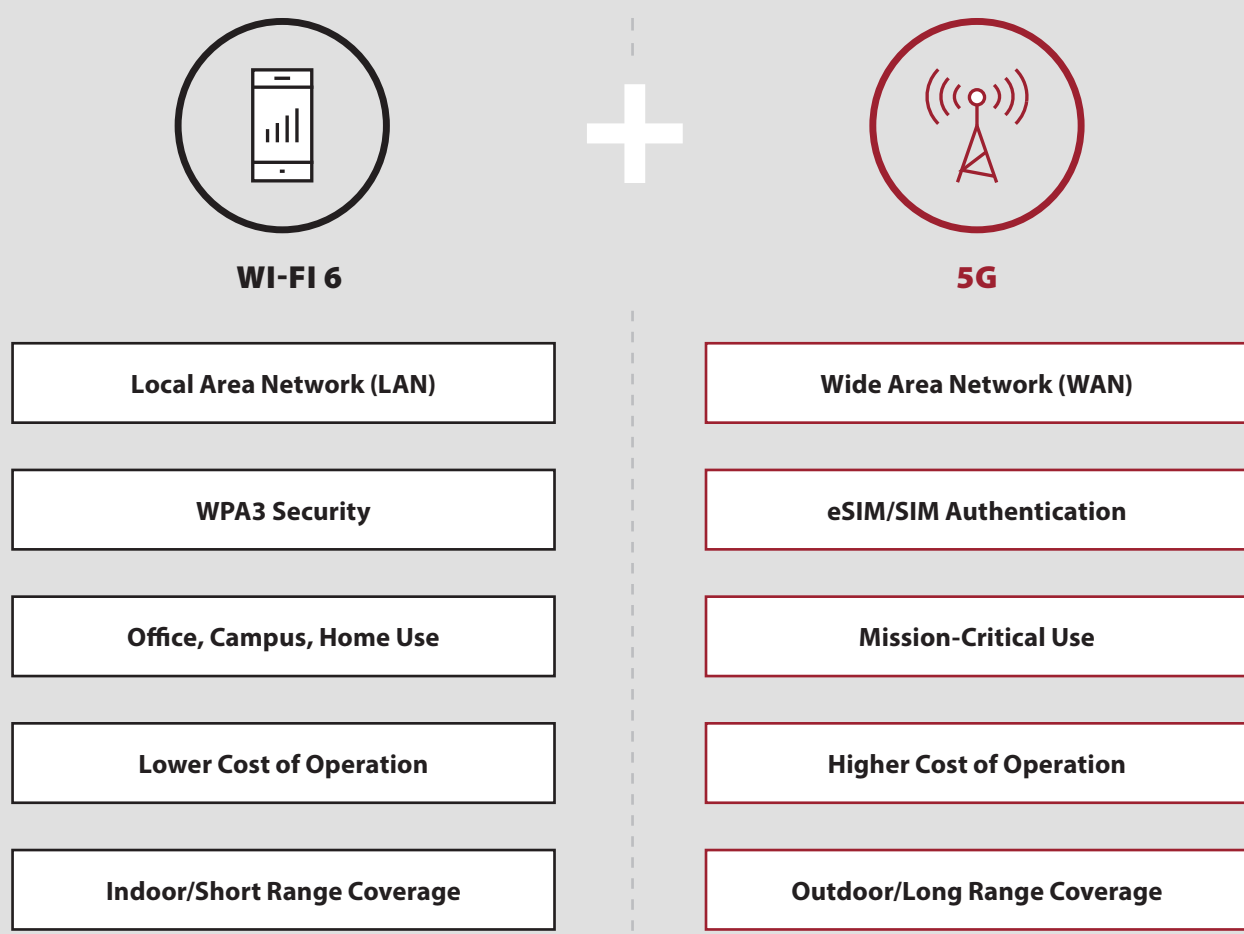 WI-FI 6
5G
Local Area Network (LAN)
Wide Area Network (WAN)
WPA3 Security
eSIM/SIM Authentication
Office, Campus, Home Use
Mission-Critical Use
Lower Cost of Operation
Higher Cost of Operation
Indoor/Short Range Coverage
Outdoor/Long Range Coverage